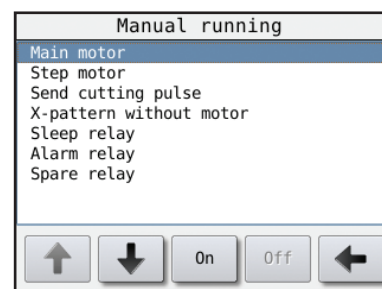 Manual running
Main motor
Step motor
Send cutting pulse
X-pattern without motor
Sleep relay
Alarm relay
Spare relay
On
Off